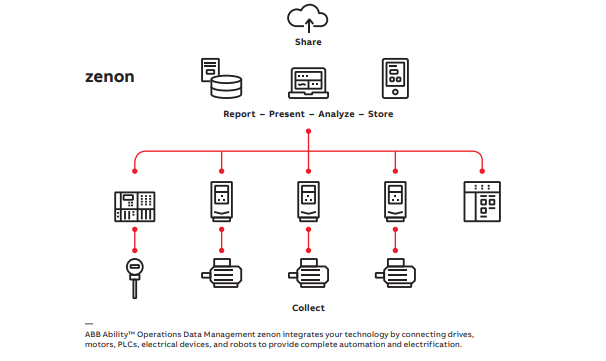 Share
zenon
Report – Present – Analyze – Store
Collect
ABB Ability™ Operations Data Management zenon integrates your technology by connecting drives,
motors, PLCs, electrical devices, and robots to provide complete automation and electrification.